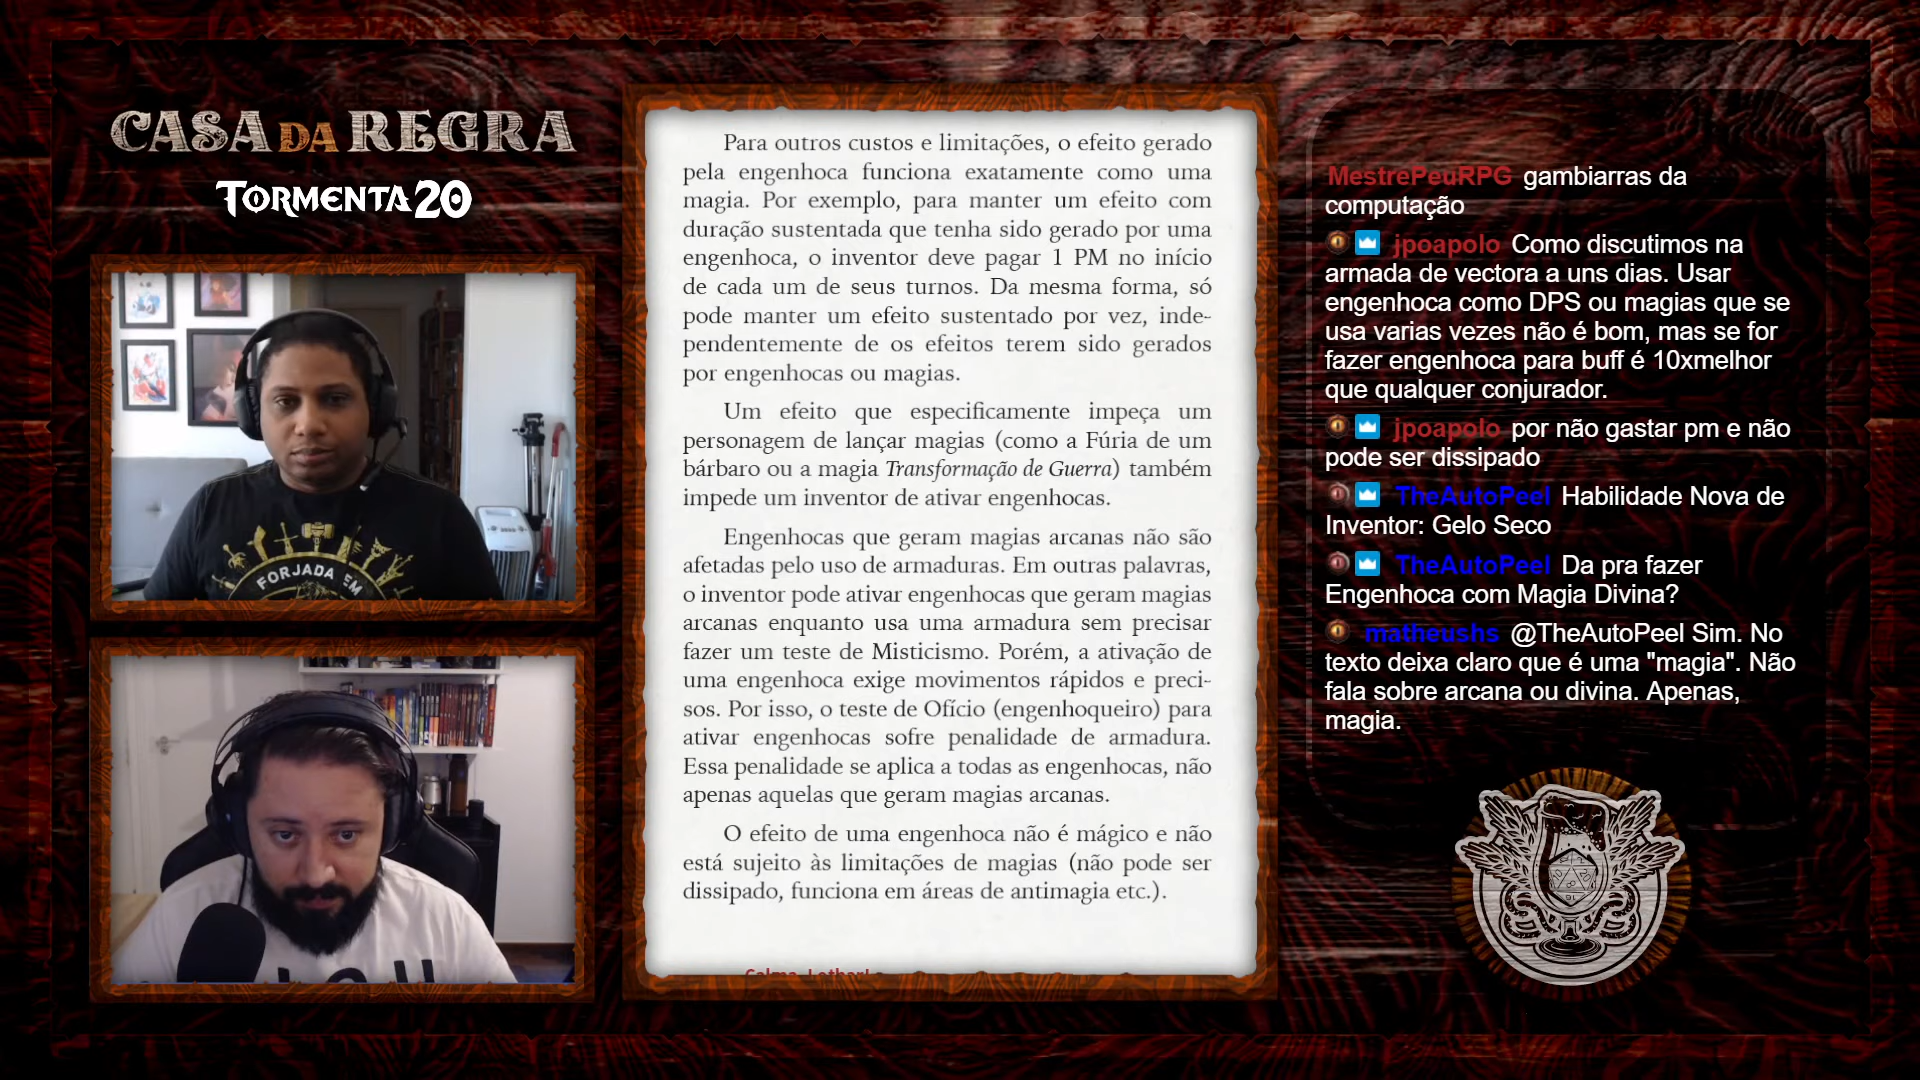 CASA DA REGRA
TORMENTA20
FORJADA EM
Para outros custos e limitações, o efeito gerado
pela engenhoca funciona exatamente como uma
magia. Por exemplo, para manter um efeito com
duração sustentada que tenha sido gerado por uma
engenhoca, o inventor deve pagar 1 PM no início
de cada um de seus turnos. Da mesma forma, só
pode manter um efeito sustentado por vez, inde-
pendentemente de os efeitos terem sido gerados
por engenhocas ou magias.
Um efeito que especificamente impeça um
personagem de lançar magias (como a Fúria de um
bárbaro ou a magia Transformação de Guerra) também
impede um inventor de ativar engenhocas.
Engenhocas que geram magias arcanas não são
afetadas pelo uso de armaduras. Em outras palavras,
o inventor pode ativar engenhocas que geram magias
arcanas enquanto usa uma armadura sem precisar
fazer um teste de Misticismo. Porém, a ativação de
uma engenhoca exige movimentos rápidos e preci-
sos. Por isso, o teste de Ofício (engenhoqueiro) para
ativar engenhocas sofre penalidade de armadura.
Essa penalidade se aplica a todas as engenhocas, não
apenas aquelas que geram magias arcanas.
O efeito de uma engenhoca não é mágico e não
está sujeito às limitações de magias (não pode ser
dissipado, funciona em áreas de antimagia etc.).
MestrePeuRPG gambiarras da
computação
jpoapolo Como discutimos na
armada de vectora a uns dias. Usar
engenhoca como DPS ou magias que se
usa varias vezes não é bom, mas se for
fazer engenhoca para buff é 10xmelhor
que qualquer conjurador.
jpoapolo por não gastar pm e não
pode ser dissipado
TheAutoPeel Habilidade Nova de
Inventor: Gelo Seco
TheAutoPeel Da pra fazer
Engenhoca com Magia Divina?
matheushs @TheAutoPeel Sim. No
texto deixa claro que é uma "magia". Não
fala sobre arcana ou divina. Apenas,
magia.